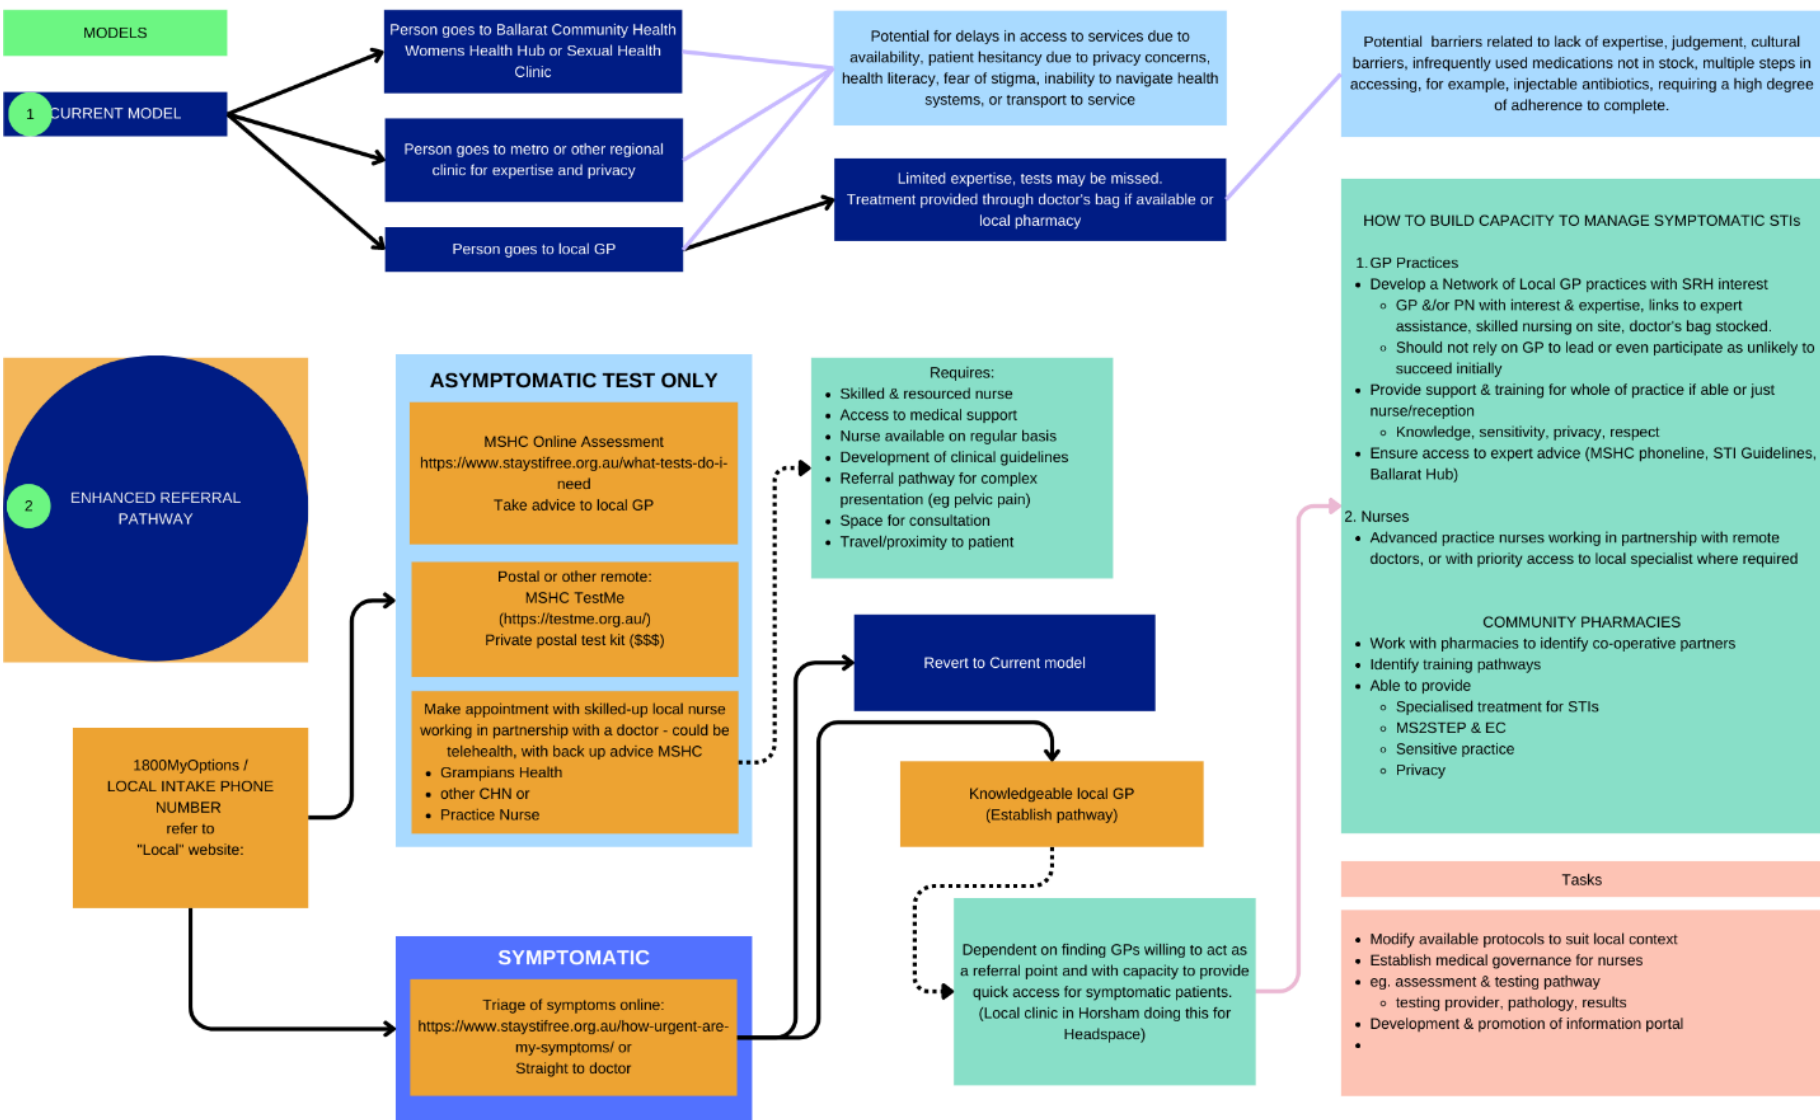 MODELS
1
CURRENT MODEL
Person goes to Ballarat Community Health
Womens Health Hub or Sexual Health
Clinic
Person goes to metro or other regional
clinic for expertise and privacy
Person goes to local GP
Potential for delays in access to services due to
availability, patient hesitancy due to privacy concerns,
health literacy, fear of stigma, inability to navigate health
systems, or transport to service
Limited expertise, tests may be missed.
Treatment provided through doctor's bag if available or
local pharmacy
Potential barriers related to lack of expertise, judgement, cultural
barriers, infrequently used medications not in stock, multiple steps in
accessing, for example, injectable antibiotics, requiring a high degree
of adherence to complete.
2
ENHANCED REFERRAL
PATHWAY
1800MyOptions /
LOCAL INTAKE PHONE
NUMBER
refer to
"Local" website:
ASYMPTOMATIC TEST ONLY
MSHC Online Assessment
https://www.staystifree.org.au/what-tests-do-i-
need
Take advice to local GP
Postal or other remote:
MSHC TestMe
(https://testme.org.au/)
Private postal test kit ($$$)
Make appointment with skilled-up local nurse
working in partnership with a doctor - could be
telehealth, with back up advice MSHC
• Grampians Health
• other CHN or
• Practice Nurse
Requires:
• Skilled & resourced nurse
• Access to medical support
• Nurse available on regular basis
• Development of clinical guidelines
• Referral pathway for complex
presentation (eg pelvic pain)
• Space for consultation
• Travel/proximity to patient
SYMPTOMATIC
Triage of symptoms online:
https://www.staystifree.org.au/how-urgent-are-
my-symptoms/ or
Straight to doctor
Revert to Current model
Knowledgeable local GP
(Establish pathway)
Dependent on finding GPs willing to act as
a referral point and with capacity to provide
quick access for symptomatic patients.
(Local clinic in Horsham doing this for
Headspace)
HOW TO BUILD CAPACITY TO MANAGE SYMPTOMATIC STIs
1. GP Practices
• Develop a Network of Local GP practices with SRH interest
◦ GP &/or PN with interest & expertise, links to expert
assistance, skilled nursing on site, doctor's bag stocked.
◦ Should not rely on GP to lead or even participate as unlikely to
succeed initially
• Provide support & training for whole of practice if able or just
nurse/reception
◦ Knowledge, sensitivity, privacy, respect
• Ensure access to expert advice (MSHC phoneline, STI Guidelines,
Ballarat Hub)
2. Nurses
• Advanced practice nurses working in partnership with remote
doctors, or with priority access to local specialist where required
COMMUNITY PHARMACIES
• Work with pharmacies to identify co-operative partners
• Identify training pathways
• Able to provide
◦ Specialised treatment for STIs
◦ MS2STEP & EC
◦ Sensitive practice
◦ Privacy
Tasks
• Modify available protocols to suit local context
• Establish medical governance for nurses
• eg. assessment & testing pathway
◦ testing provider, pathology, results
• Development & promotion of information portal
•